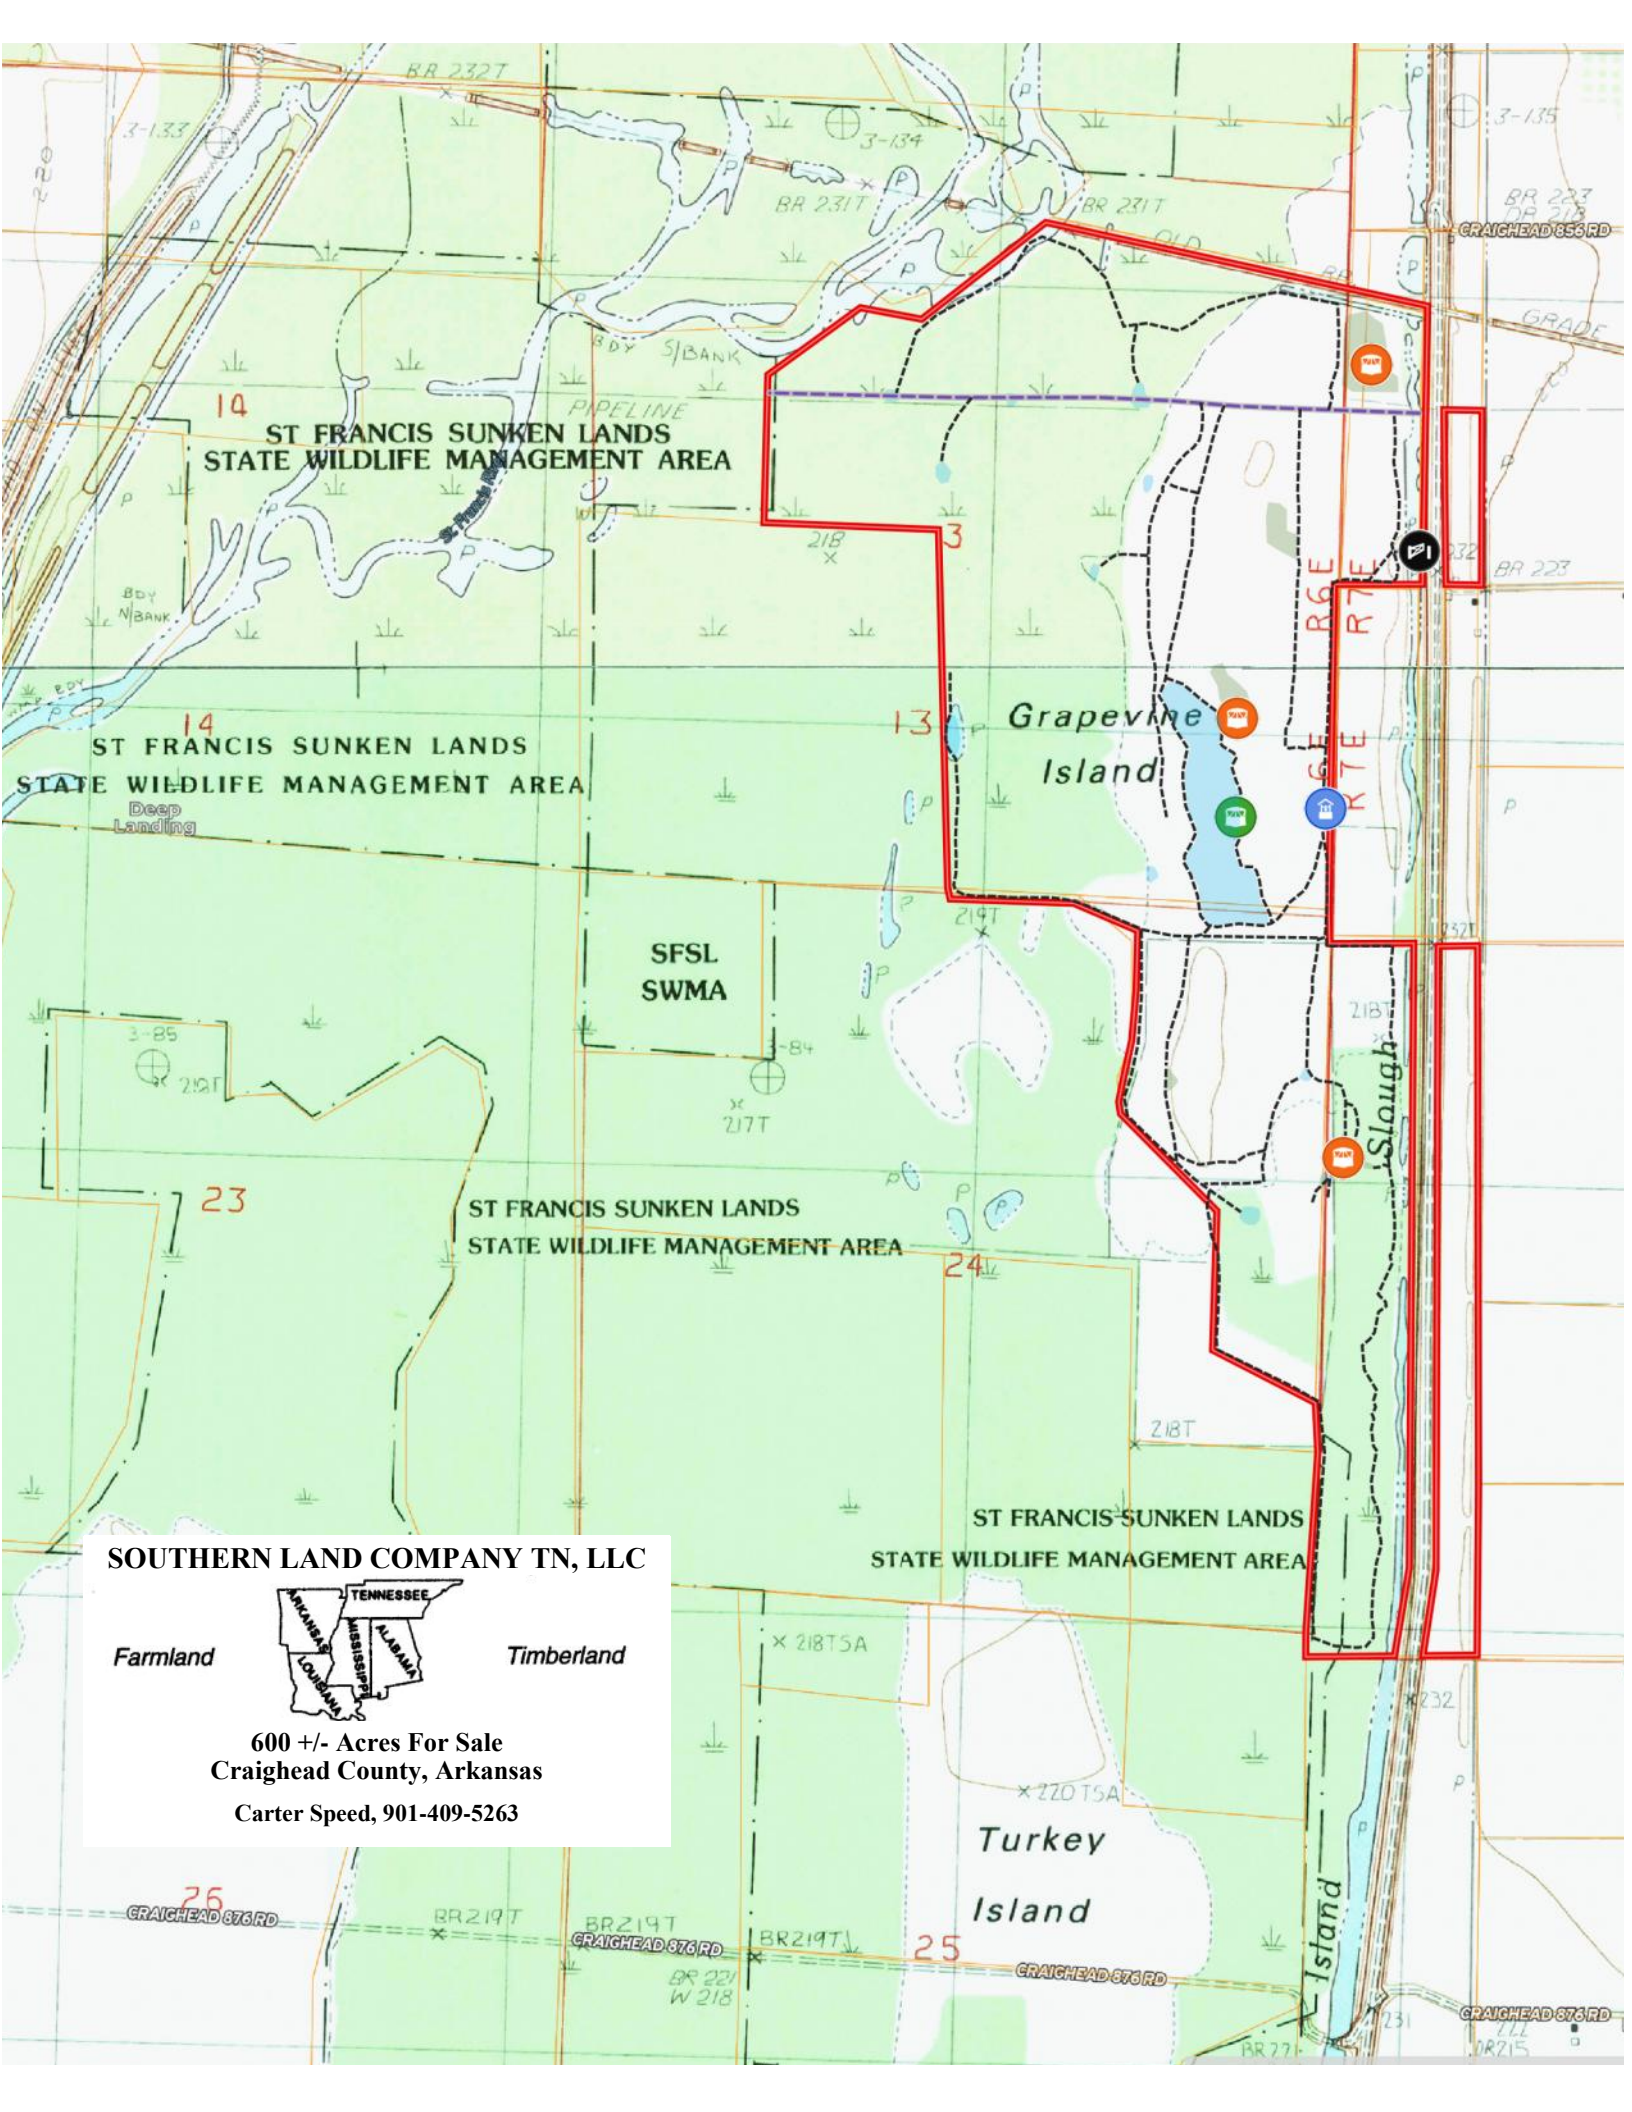 BR 232T
3-133
220
3-134
3-135
P
P
P
P
P
BR 231T
BR 231T
BR 223
CRAIGHEAD 856 RD
OLD
P
P
P
GRADE
BDY S/BANK
14
PIPELINE
ST FRANCIS SUNKEN LANDS
STATE WILDLIFE MANAGEMENT AREA
P
P
W
218
3
232
BR 223
P
BDY
N/BANK
R6E
R7E
BDY
P
14
13
P
Grapevine
Island
R6E
R7E
P
ST FRANCIS SUNKEN LANDS
STATE WILDLIFE MANAGEMENT AREA
Deep
Landing
P
P
P
219T
232T
SFSL
SWMA
P
P
218T
3-85
212T
3-84
217T
Slough
P
P
P
P
23
ST FRANCIS SUNKEN LANDS
STATE WILDLIFE MANAGEMENT AREA
24
218T
ST FRANCIS SUNKEN LANDS
STATE WILDLIFE MANAGEMENT AREA
SOUTHERN LAND COMPANY TN, LLC
ARKANSAS
TENNESSEE
MISSISSIPPI
ALABAMA
LOUISIANA
Farmland
Timberland
600 +/- Acres For Sale
Craighead County, Arkansas
Carter Speed, 901-409-5263
218TSA
232
220TSA
P
P
Turkey
Island
Island
26
CRAIGHEAD 876 RD
BR219T
BR219T
CRAIGHEAD 876 RD
BR219T
25
CRAIGHEAD 876 RD
BR 221
W 218
CRAIGHEAD 876 RD
231
BR 221